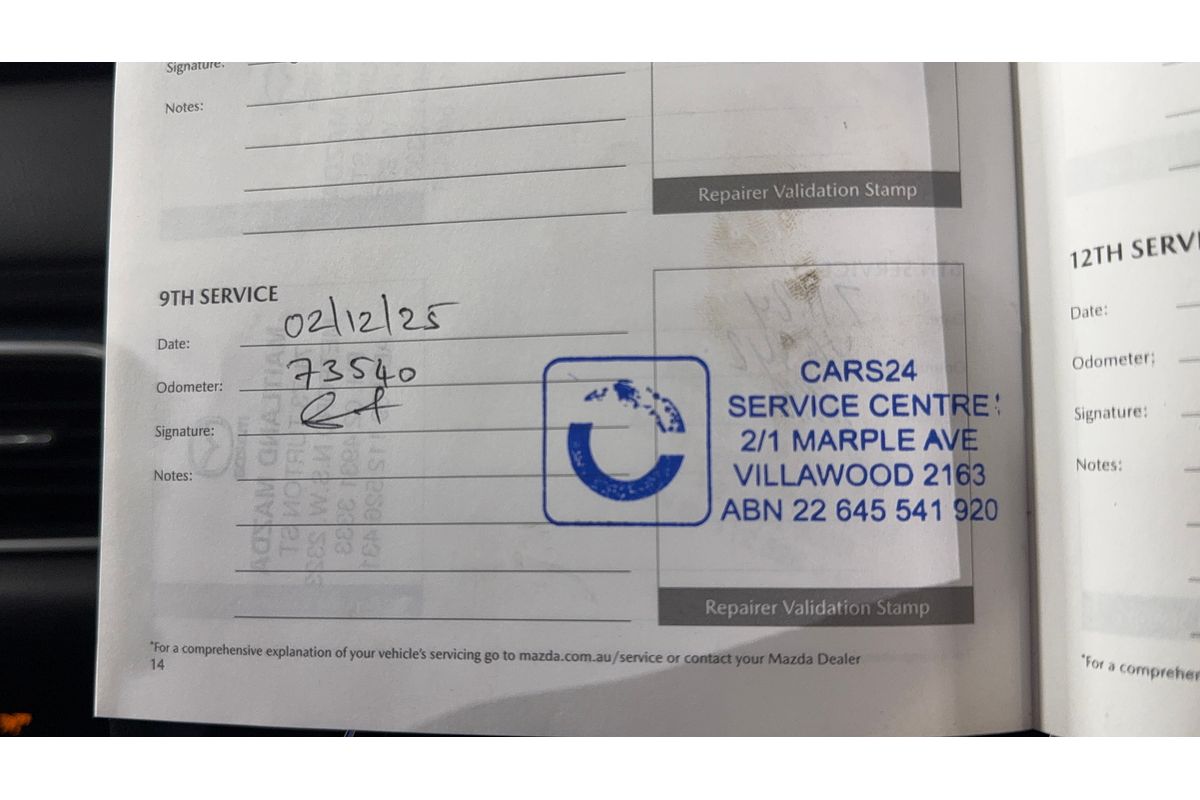 Signature:
Notes:
Repairer Validation Stamp
9TH SERVICE
Date: 02/12/25
Odometer: 73540
Signature:
Notes:
CARS24
SERVICE CENTRE
2/1 MARPLE AVE
VILLAWOOD 2163
ABN 22 645 541 920
Repairer Validation Stamp
*For a comprehensive explanation of your vehicle's servicing go to mazda.com.au/service or contact your Mazda Dealer
14
12TH SERVI
Date:
Odometer:
Signature:
Notes:
*For a comprehen